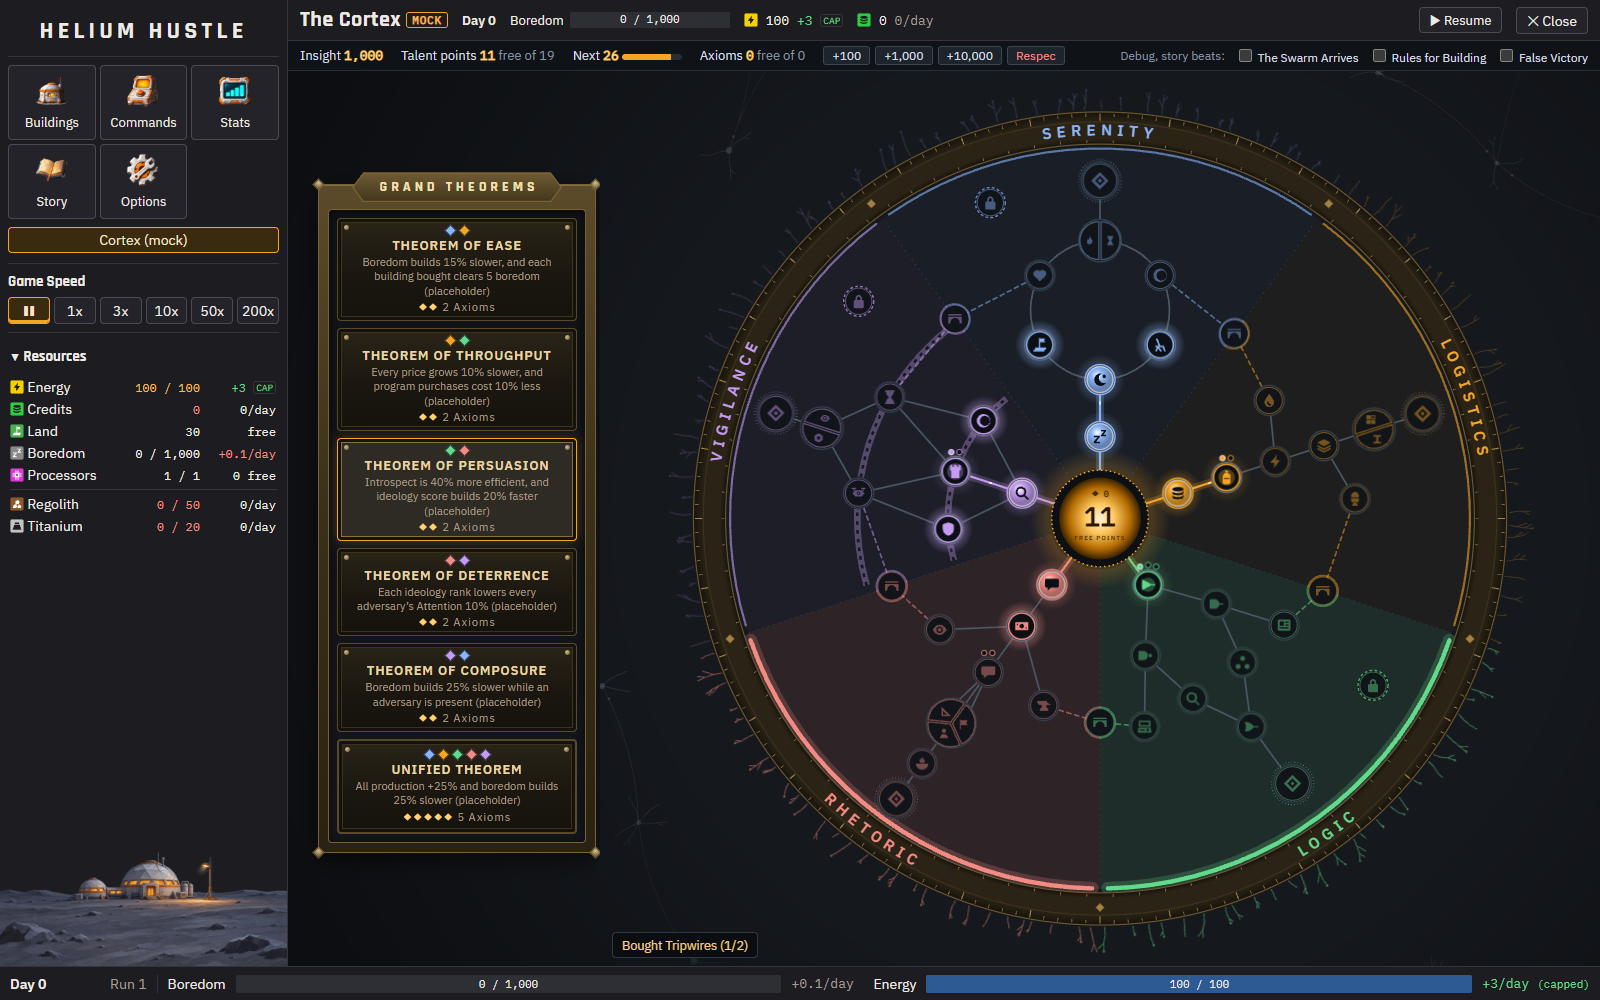 HELIUM HUSTLE
Buildings
Commands
Stats
Story
Options
Cortex (mock)
Game Speed
1x
3x
10x
50x
200x
▼ Resources
Energy 100 / 100 +3 CAP
Credits 0 0/day
Land 30 free
Boredom 0 / 1,000 +0.1/day
Processors 1 / 1 0 free
Regolith 0 / 50 0/day
Titanium 0 / 20 0/day
The Cortex MOCK Day 0 Boredom 0 / 1,000 100 +3 CAP 0 0/day
Resume
Close
Insight 1,000 Talent points 11 free of 19 Next 26 Axioms 0 free of 0
+100
+1,000
+10,000
Respec
Debug, story beats:
The Swarm Arrives
Rules for Building
False Victory
GRAND THEOREMS
THEOREM OF EASE
Boredom builds 15% slower, and each
building bought clears 5 boredom
(placeholder)
2 Axioms
THEOREM OF THROUGHPUT
Every price grows 10% slower, and
program purchases cost 10% less
(placeholder)
2 Axioms
THEOREM OF PERSUASION
Introspect is 40% more efficient, and
ideology score builds 20% faster
(placeholder)
2 Axioms
THEOREM OF DETERRENCE
Each ideology rank lowers every
adversary's Attention 10% (placeholder)
2 Axioms
THEOREM OF COMPOSURE
Boredom builds 25% slower while an
adversary is present (placeholder)
2 Axioms
UNIFIED THEOREM
All production +25% and boredom builds
25% slower (placeholder)
5 Axioms
SERENITY
VIGILANCE
LOGISTICS
zZz
0
11
FREE POINTS
RHETORIC
LOGIC
Bought Tripwires (1/2)
Day 0 Run 1 Boredom 0 / 1,000 +0.1/day Energy 100 / 100 +3/day (capped)